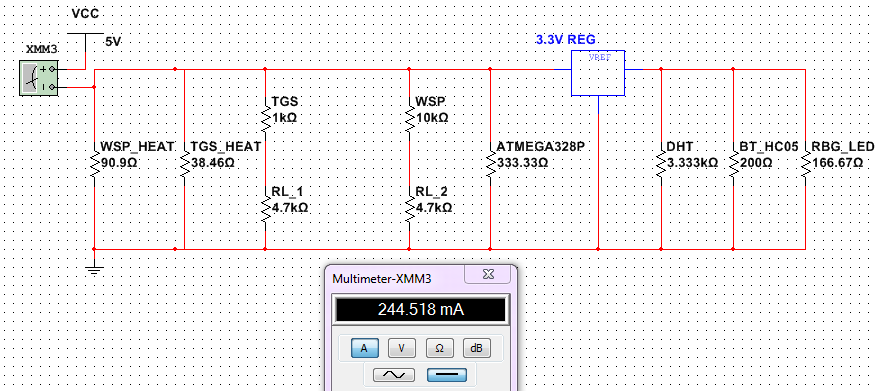 VCC
5V
XMM3
3.3V REG
VREF
TGS
1kΩ
WSP
10kΩ
WSP_HEAT
90.9Ω
TGS_HEAT
38.46Ω
ATMEGA328P
333.33Ω
DHT
3.333kΩ
BT_HC05
200Ω
RBG_LED
166.67Ω
RL_1
4.7kΩ
RL_2
4.7kΩ
Multimeter-XMM3
244.518 mA
A V Ω dB